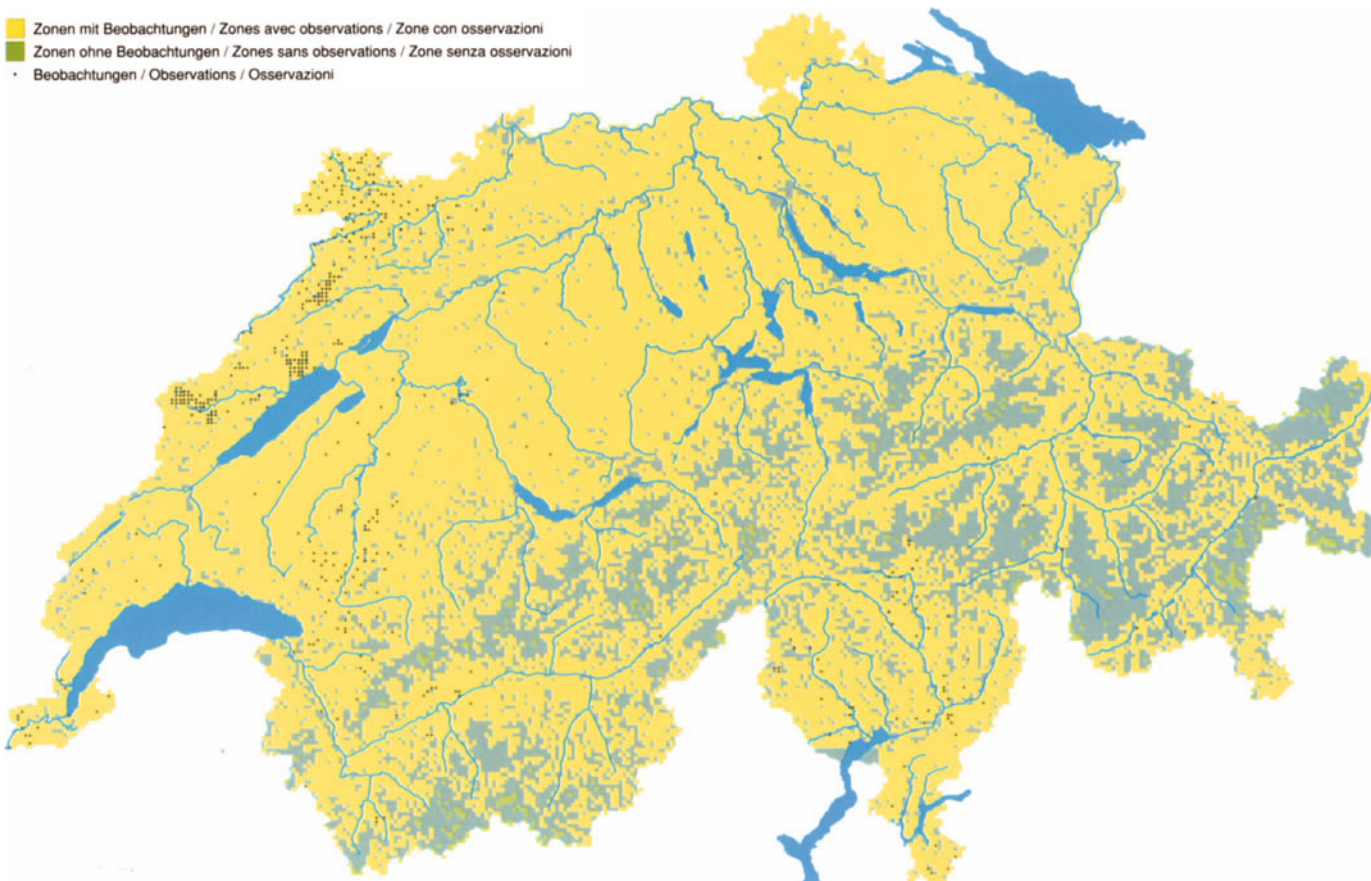 Zonen mit Beobachtungen / Zones avec observations / Zone con osservazioni
Zonen ohne Beobachtungen / Zones sans observations / Zone senza osservazioni
Beobachtungen / Observations / Osservazioni